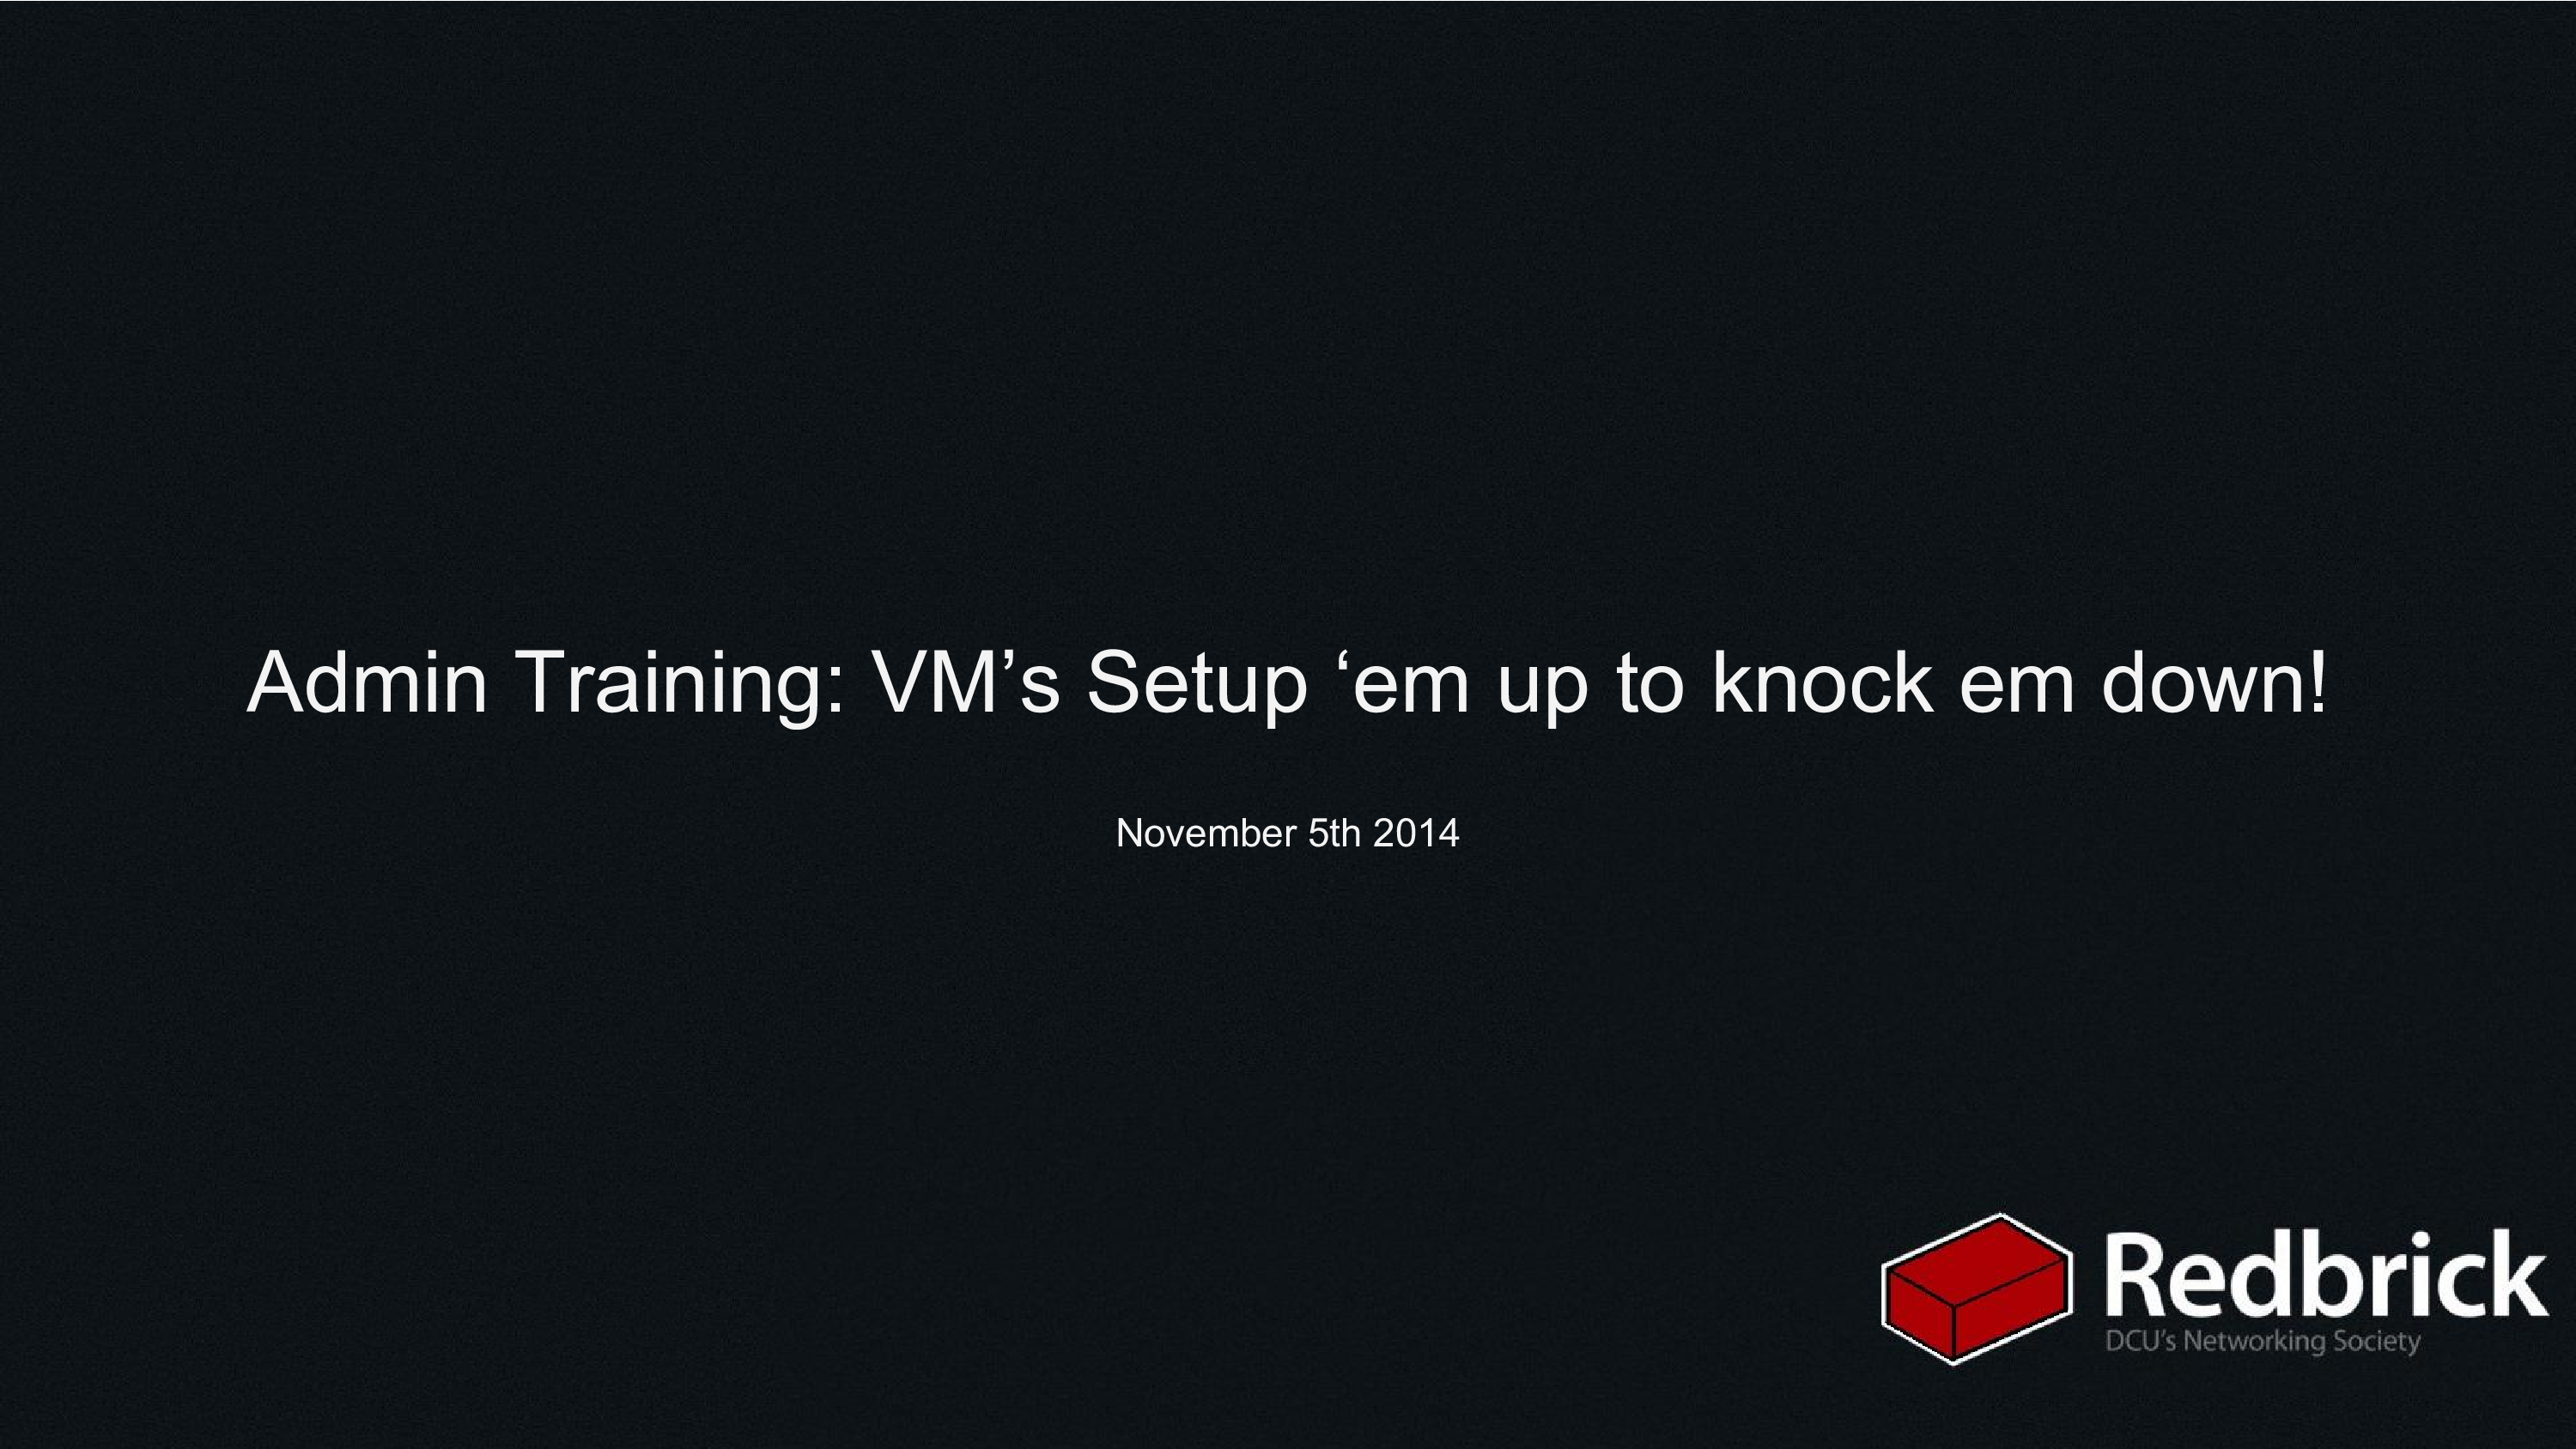 Admin Training: VM’s Setup ‘em up to knock em down!
November 5th 2014
Redbrick
DCU’s Networking Society